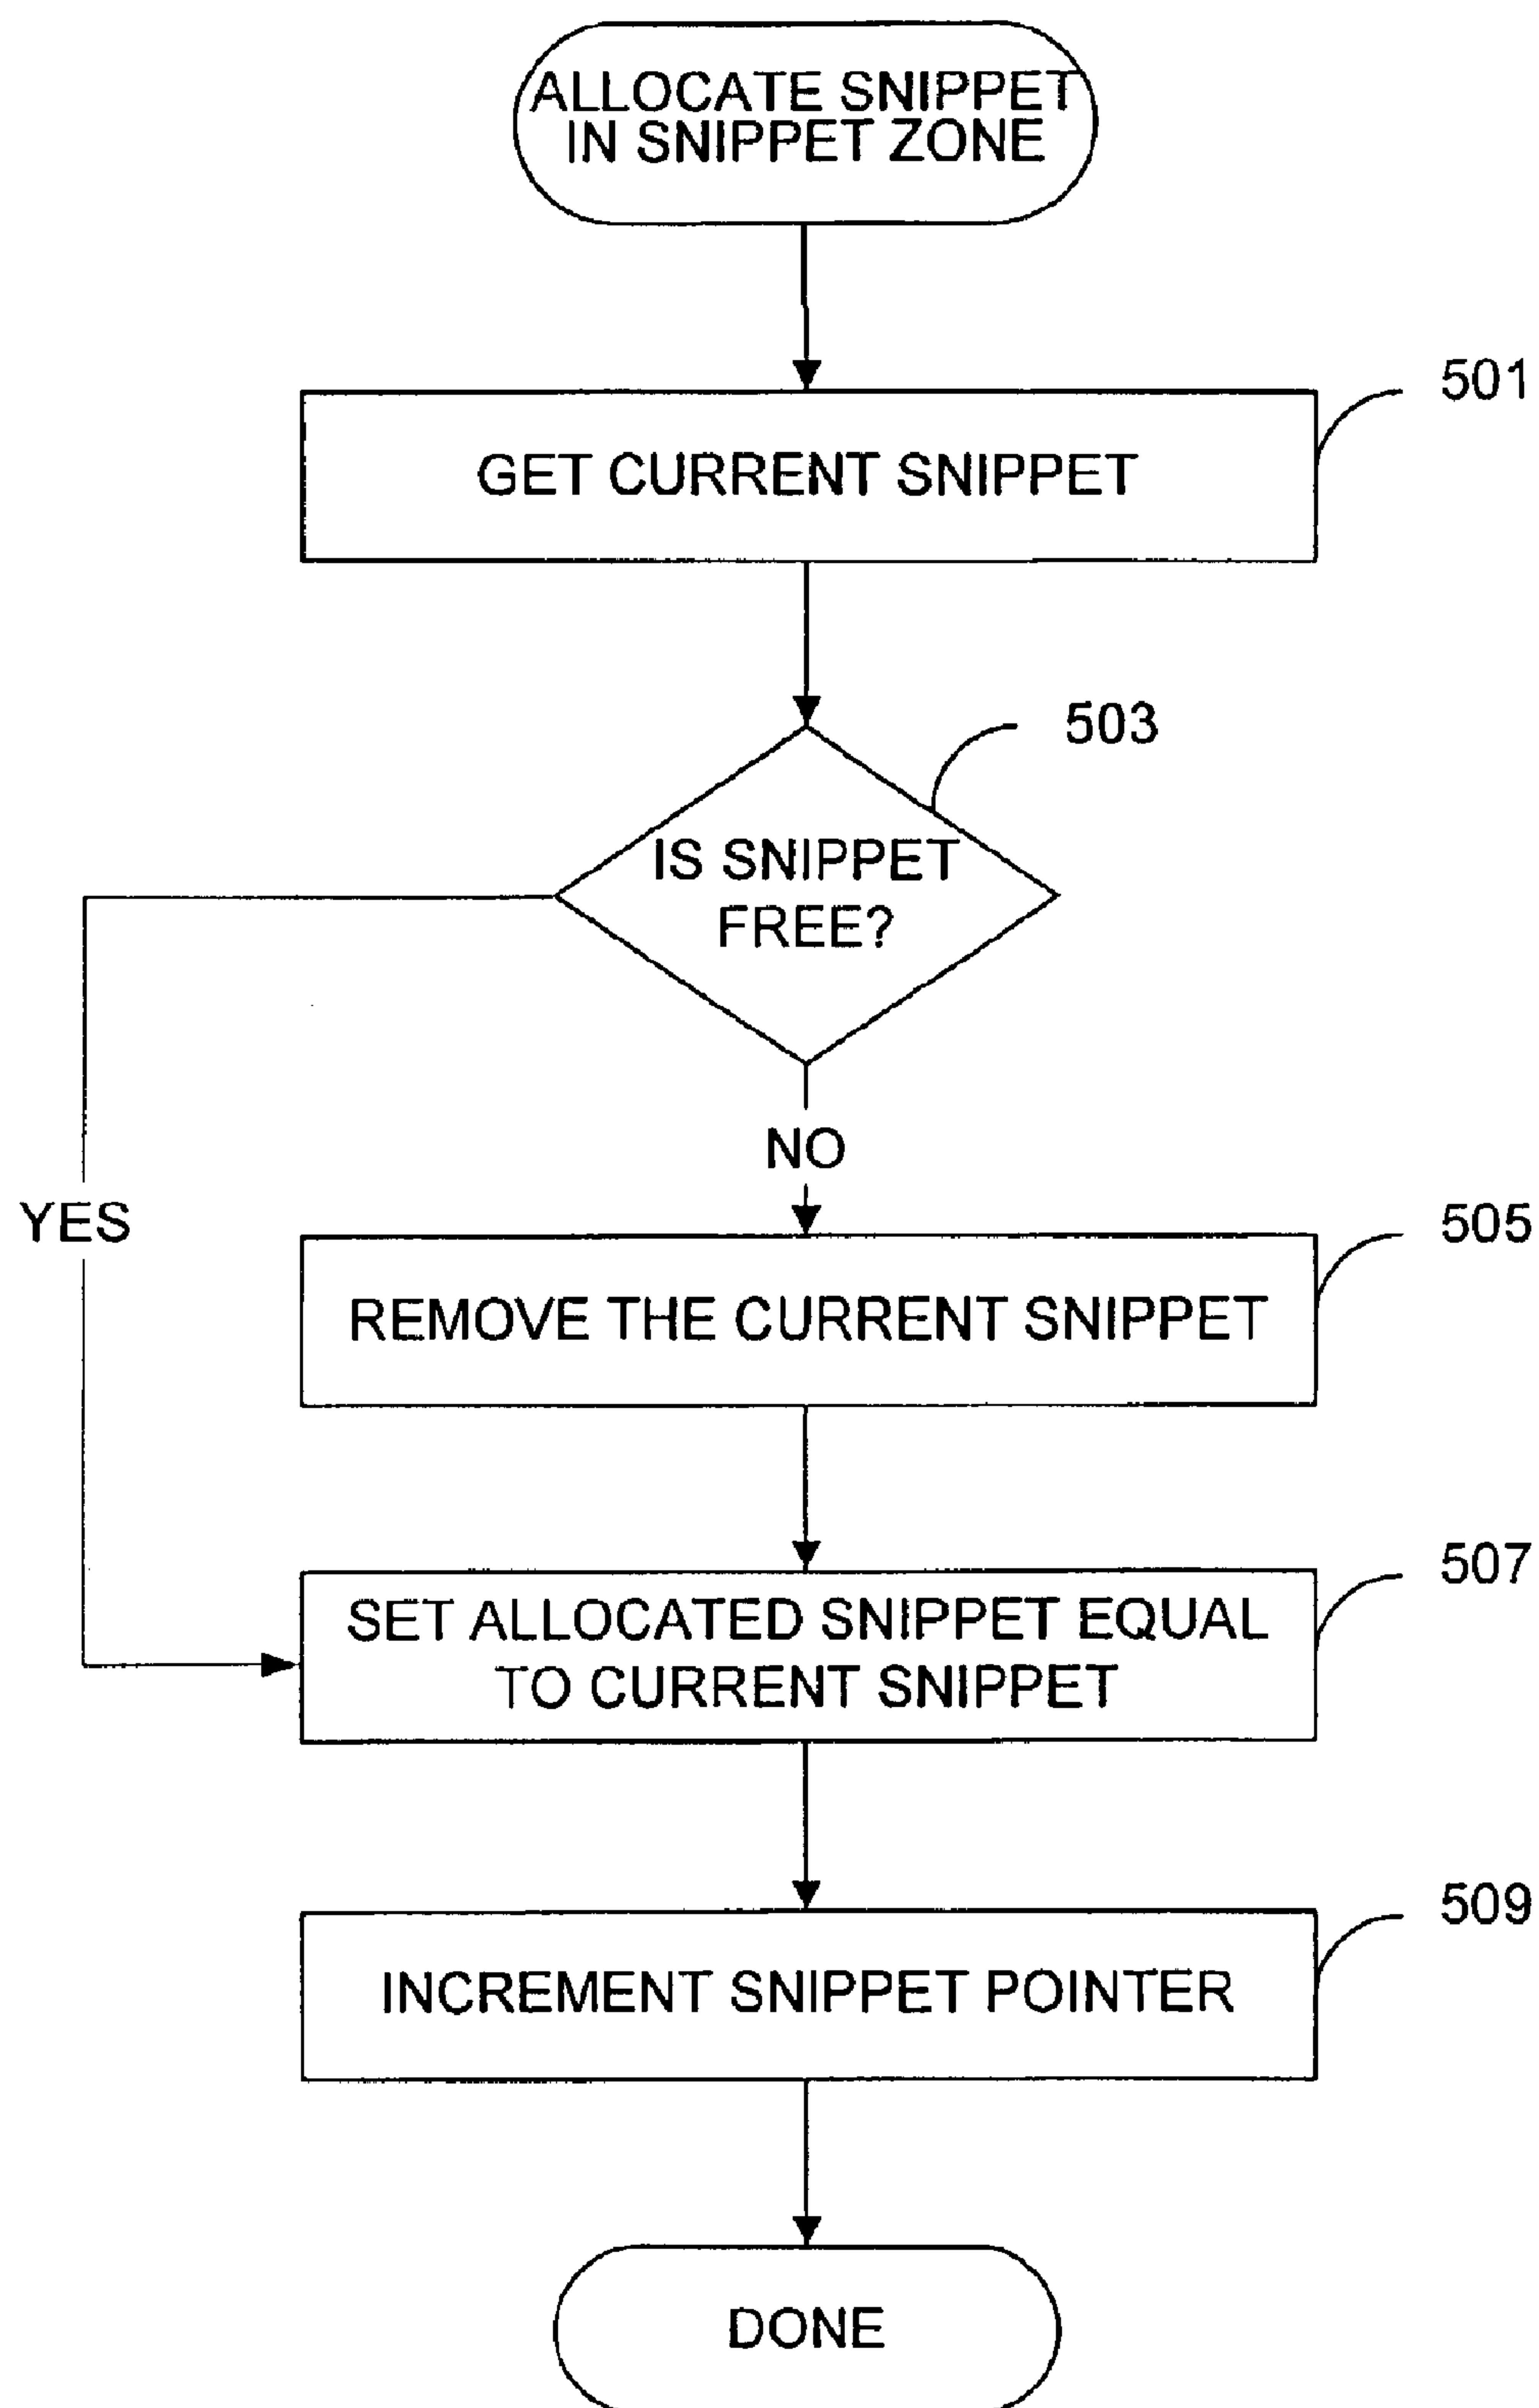 ALLOCATE SNIPPET
IN SNIPPET ZONE
501
GET CURRENT SNIPPET
503
IS SNIPPET
FREE?
NO
YES
505
REMOVE THE CURRENT SNIPPET
507
SET ALLOCATED SNIPPET EQUAL
TO CURRENT SNIPPET
509
INCREMENT SNIPPET POINTER
DONE